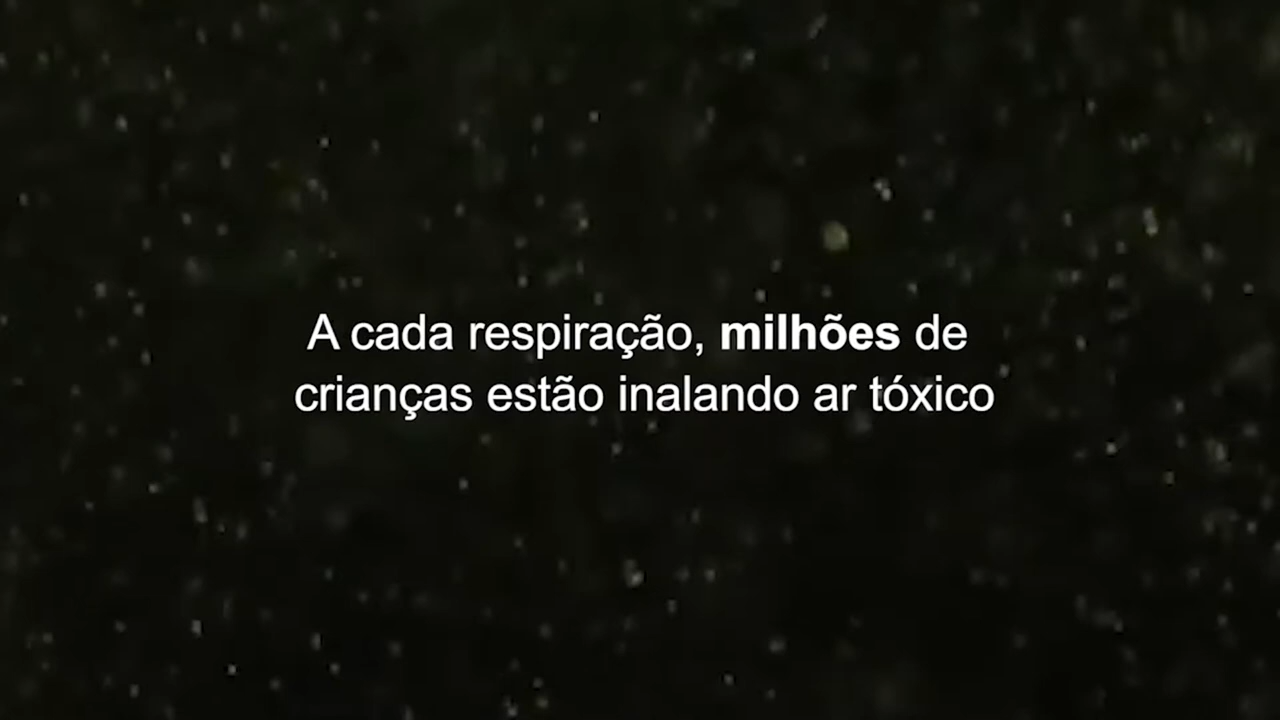 A cada respiração, milhões de
crianças estão inalando ar tóxico